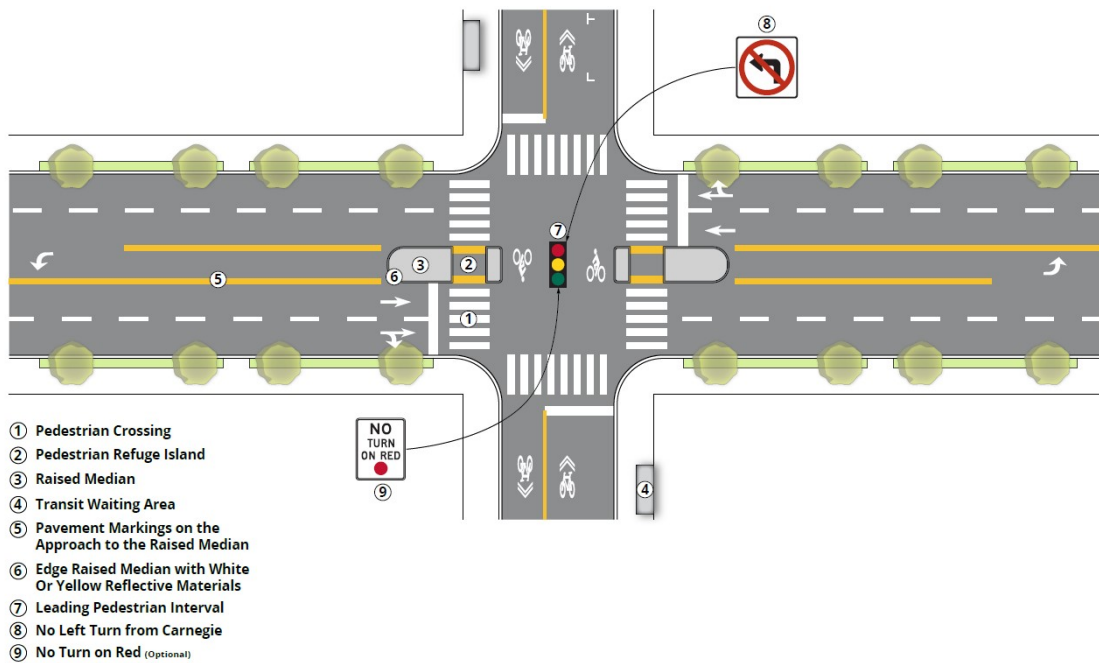 ⑧
⑦
⑥
③
②
⑤
①
NO
TURN
ON RED
⑨
④
① Pedestrian Crossing
② Pedestrian Refuge Island
③ Raised Median
④ Transit Waiting Area
⑤ Pavement Markings on the
Approach to the Raised Median
⑥ Edge Raised Median with White
Or Yellow Reflective Materials
⑦ Leading Pedestrian Interval
⑧ No Left Turn from Carnegie
⑨ No Turn on Red (Optional)